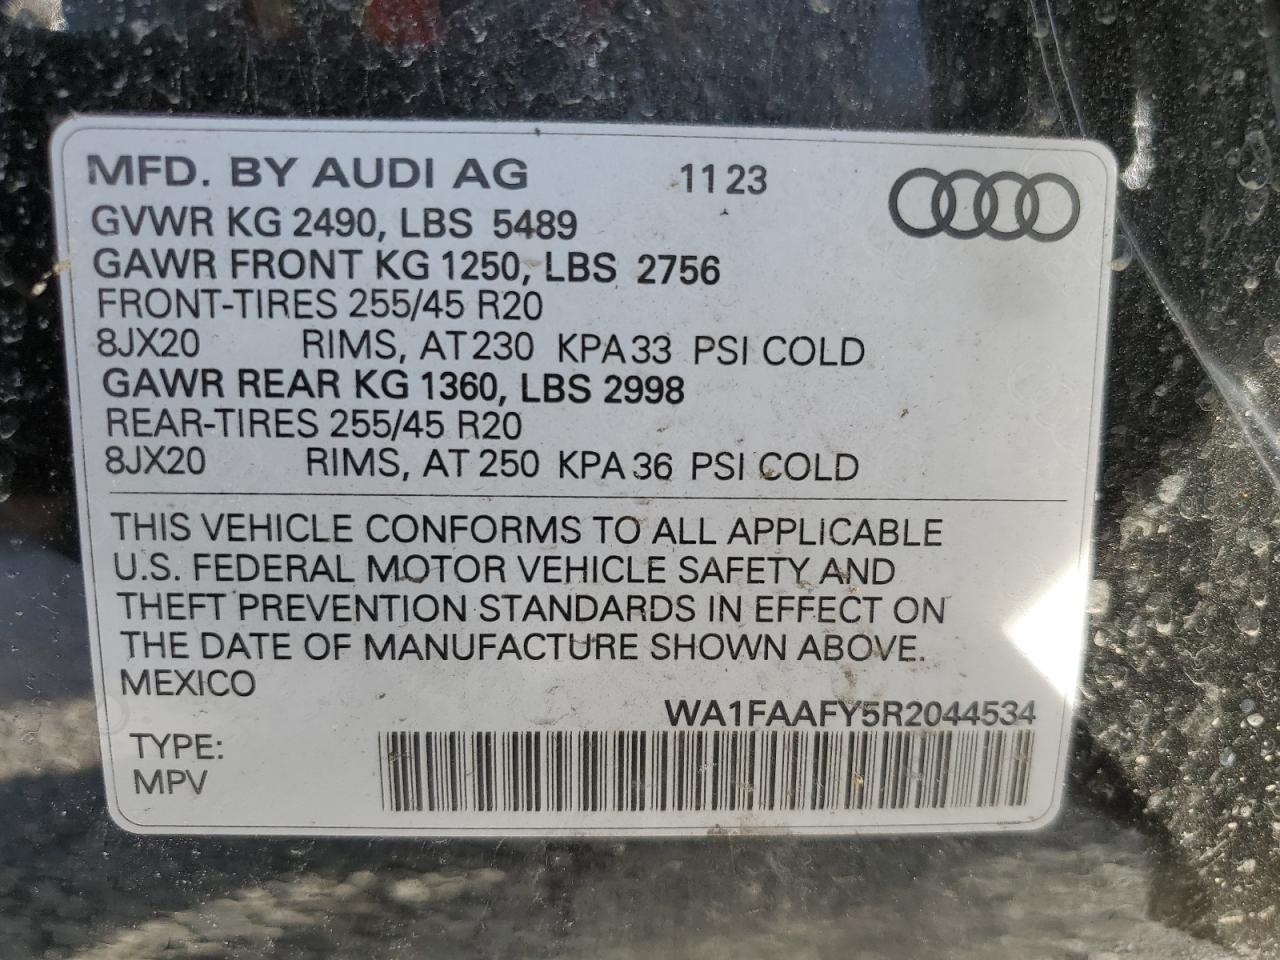 MFD. BY AUDI AG 1123
GVWR KG 2490, LBS 5489
GAWR FRONT KG 1250, LBS 2756
FRONT-TIRES 255/45 R20
8JX20 RIMS, AT 230 KPA 33 PSI COLD
GAWR REAR KG 1360, LBS 2998
REAR-TIRES 255/45 R20
8JX20 RIMS, AT 250 KPA 36 PSI COLD
THIS VEHICLE CONFORMS TO ALL APPLICABLE
U.S. FEDERAL MOTOR VEHICLE SAFETY AND
THEFT PREVENTION STANDARDS IN EFFECT ON
THE DATE OF MANUFACTURE SHOWN ABOVE.
MEXICO
WA1FAAFY5R2044534
TYPE:
MPV